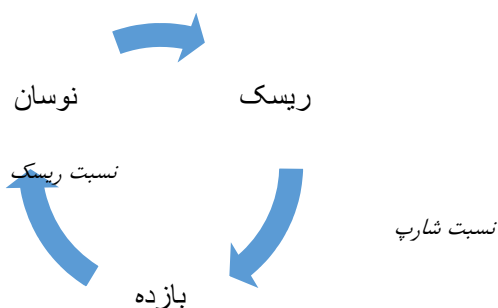 ریسک
نوسان
نسبت ریسک
نسبت شارپ
بازده